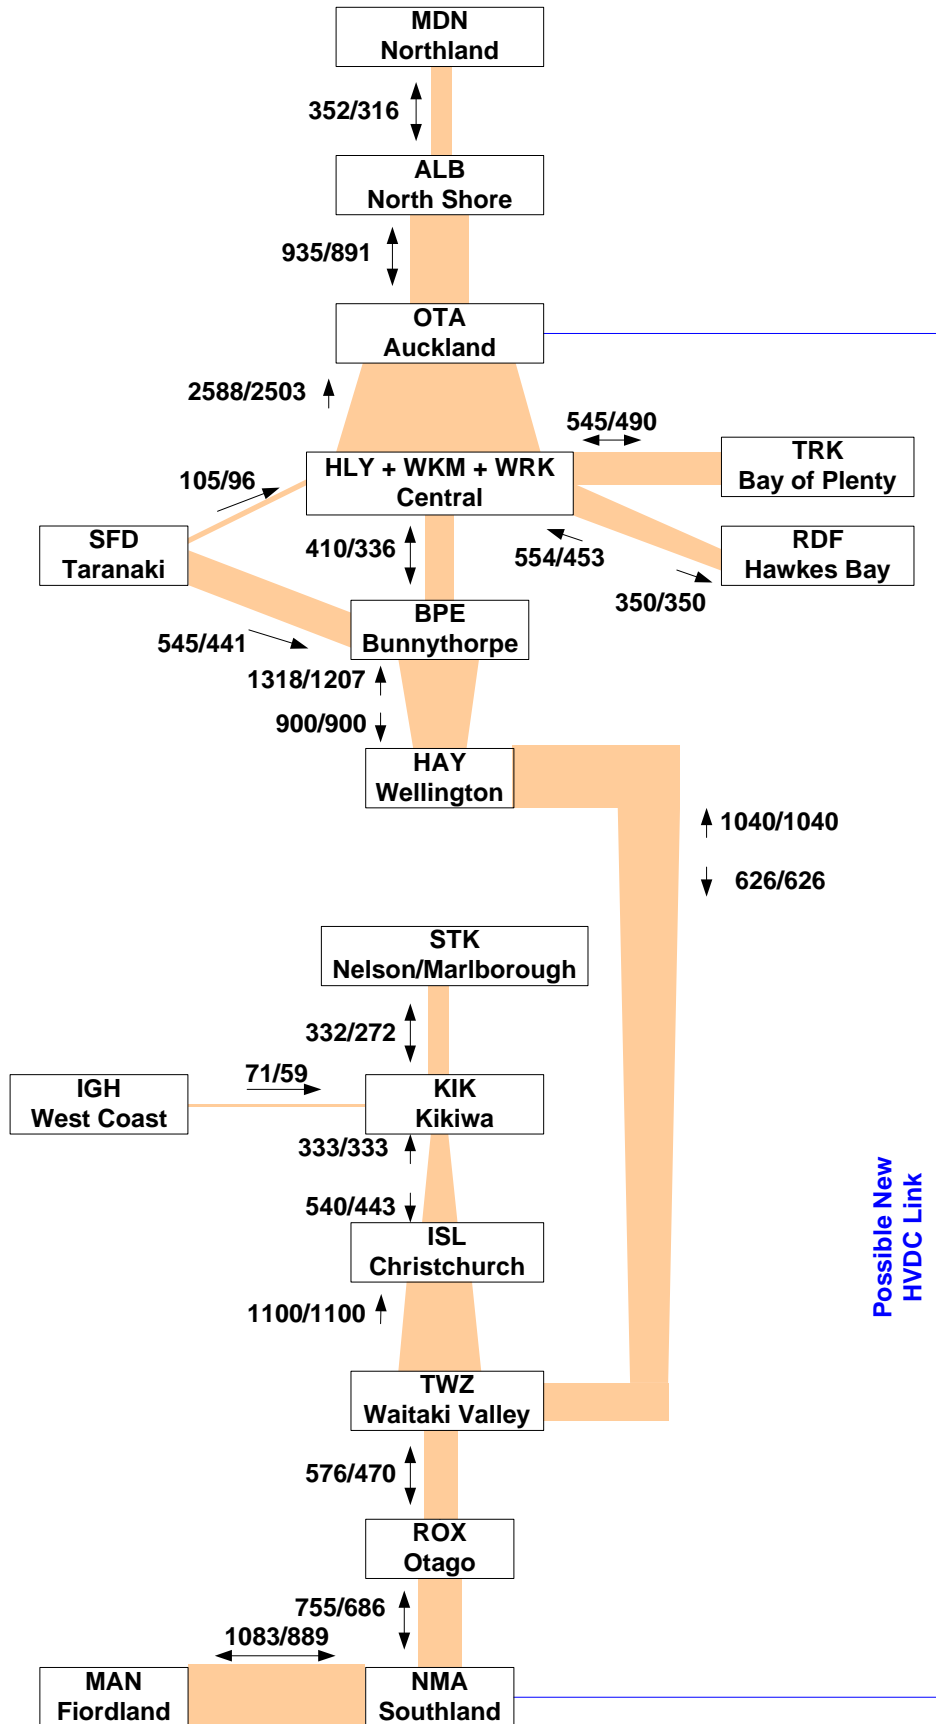 MDN
Northland
352/316
ALB
North Shore
935/891
OTA
Auckland
2588/2503
545/490
TRK
Bay of Plenty
HLY + WKM + WRK
Central
105/96
SFD
Taranaki
410/336
554/453
RDF
Hawkes Bay
350/350
BPE
Bunnythorpe
545/441
1318/1207
900/900
HAY
Wellington
1040/1040
626/626
STK
Nelson/Marlborough
332/272
71/59
IGH
West Coast
KIK
Kikiwa
333/333
540/443
ISL
Christchurch
Possible New
HVDC Link
1100/1100
TWZ
Waitaki Valley
576/470
ROX
Otago
755/686
1083/889
MAN
Fiordland
NMA
Southland